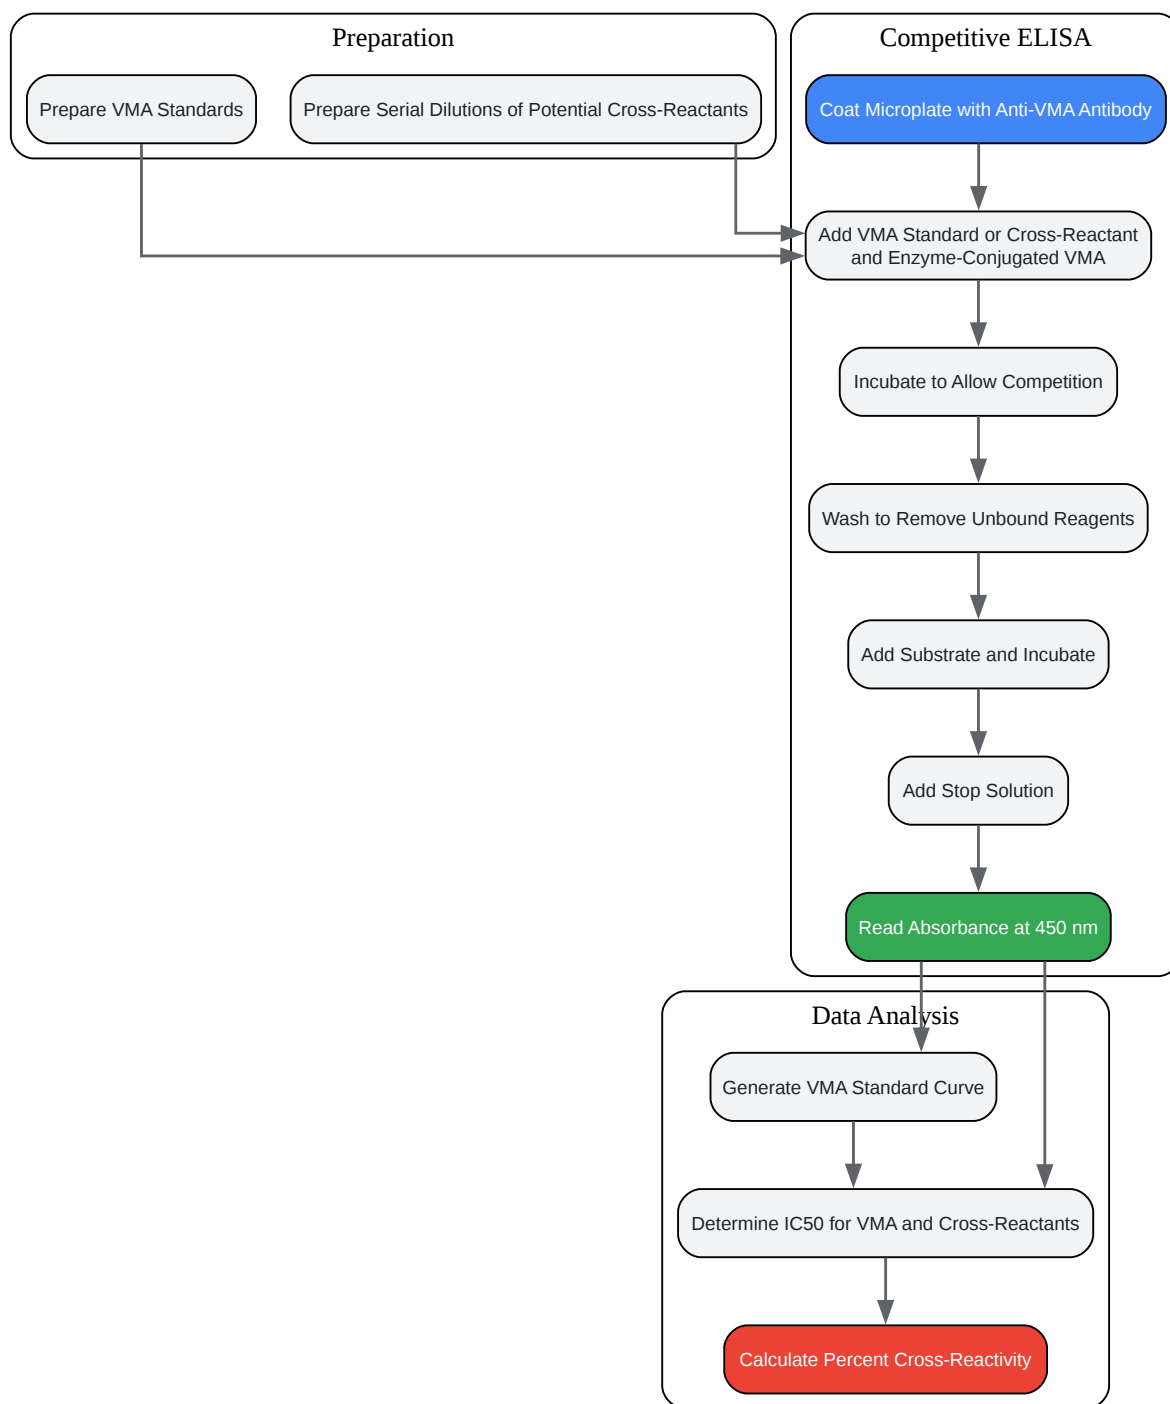 Preparation
Prepare VMA Standards
Prepare Serial Dilutions of Potential Cross-Reactants
Competitive ELISA
Coat Microplate with Anti-VMA Antibody
Add VMA Standard or Cross-Reactant
and Enzyme-Conjugated VMA
Incubate to Allow Competition
Wash to Remove Unbound Reagents
Add Substrate and Incubate
Add Stop Solution
Read Absorbance at 450 nm
Data Analysis
Generate VMA Standard Curve
Determine IC50 for VMA and Cross-Reactants
Calculate Percent Cross-Reactivity